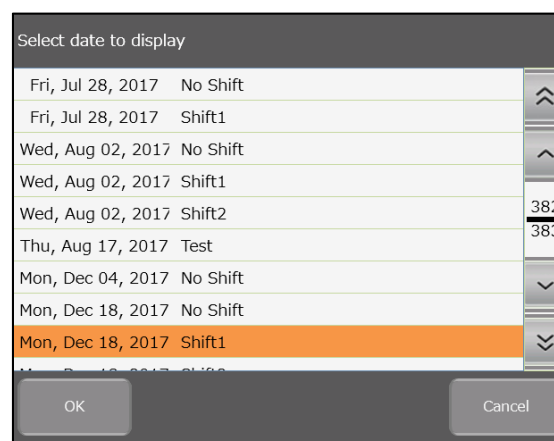 Select date to display
Fri, Jul 28, 2017 No Shift
Fri, Jul 28, 2017 Shift1
Wed, Aug 02, 2017 No Shift
Wed, Aug 02, 2017 Shift1
Wed, Aug 02, 2017 Shift2
Thu, Aug 17, 2017 Test
Mon, Dec 04, 2017 No Shift
Mon, Dec 18, 2017 No Shift
Mon, Dec 18, 2017 Shift1
382
383
OK Cancel